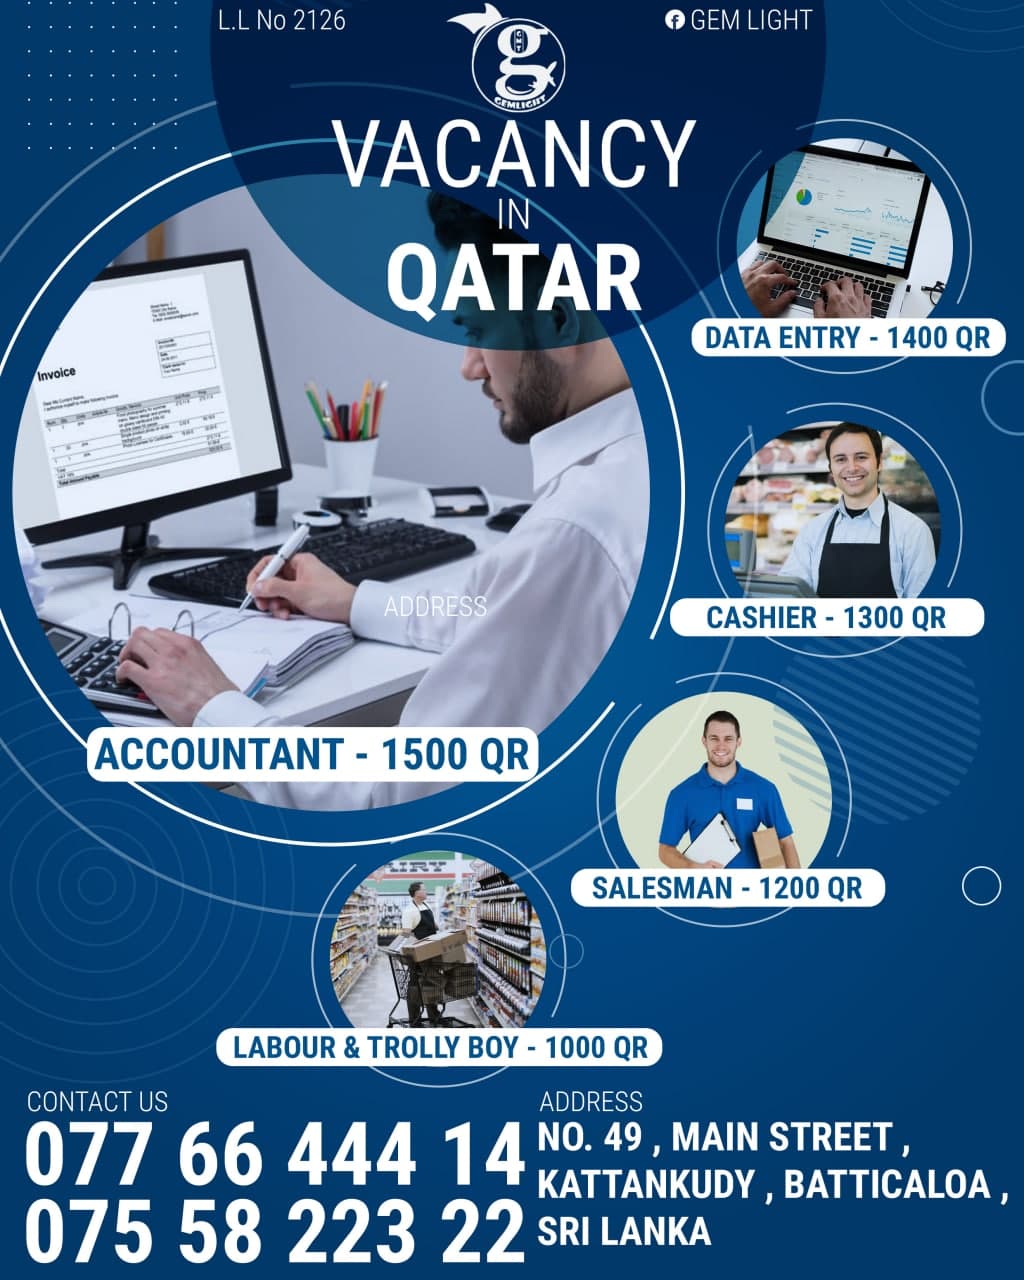 L.L No 2126
GEM LIGHT
g
GMT
GEMLIGHT
VACANCY
IN
QATAR
DATA ENTRY - 1400 QR
Invoice
CASHIER - 1300 QR
ADDRESS
ACCOUNTANT - 1500 QR
SALESMAN - 1200 QR
LABOUR & TROLLY BOY - 1000 QR
CONTACT US
077 66 444 14
075 58 223 22
ADDRESS
NO. 49 , MAIN STREET ,
KATTANKUDY , BATTICALOA ,
SRI LANKA